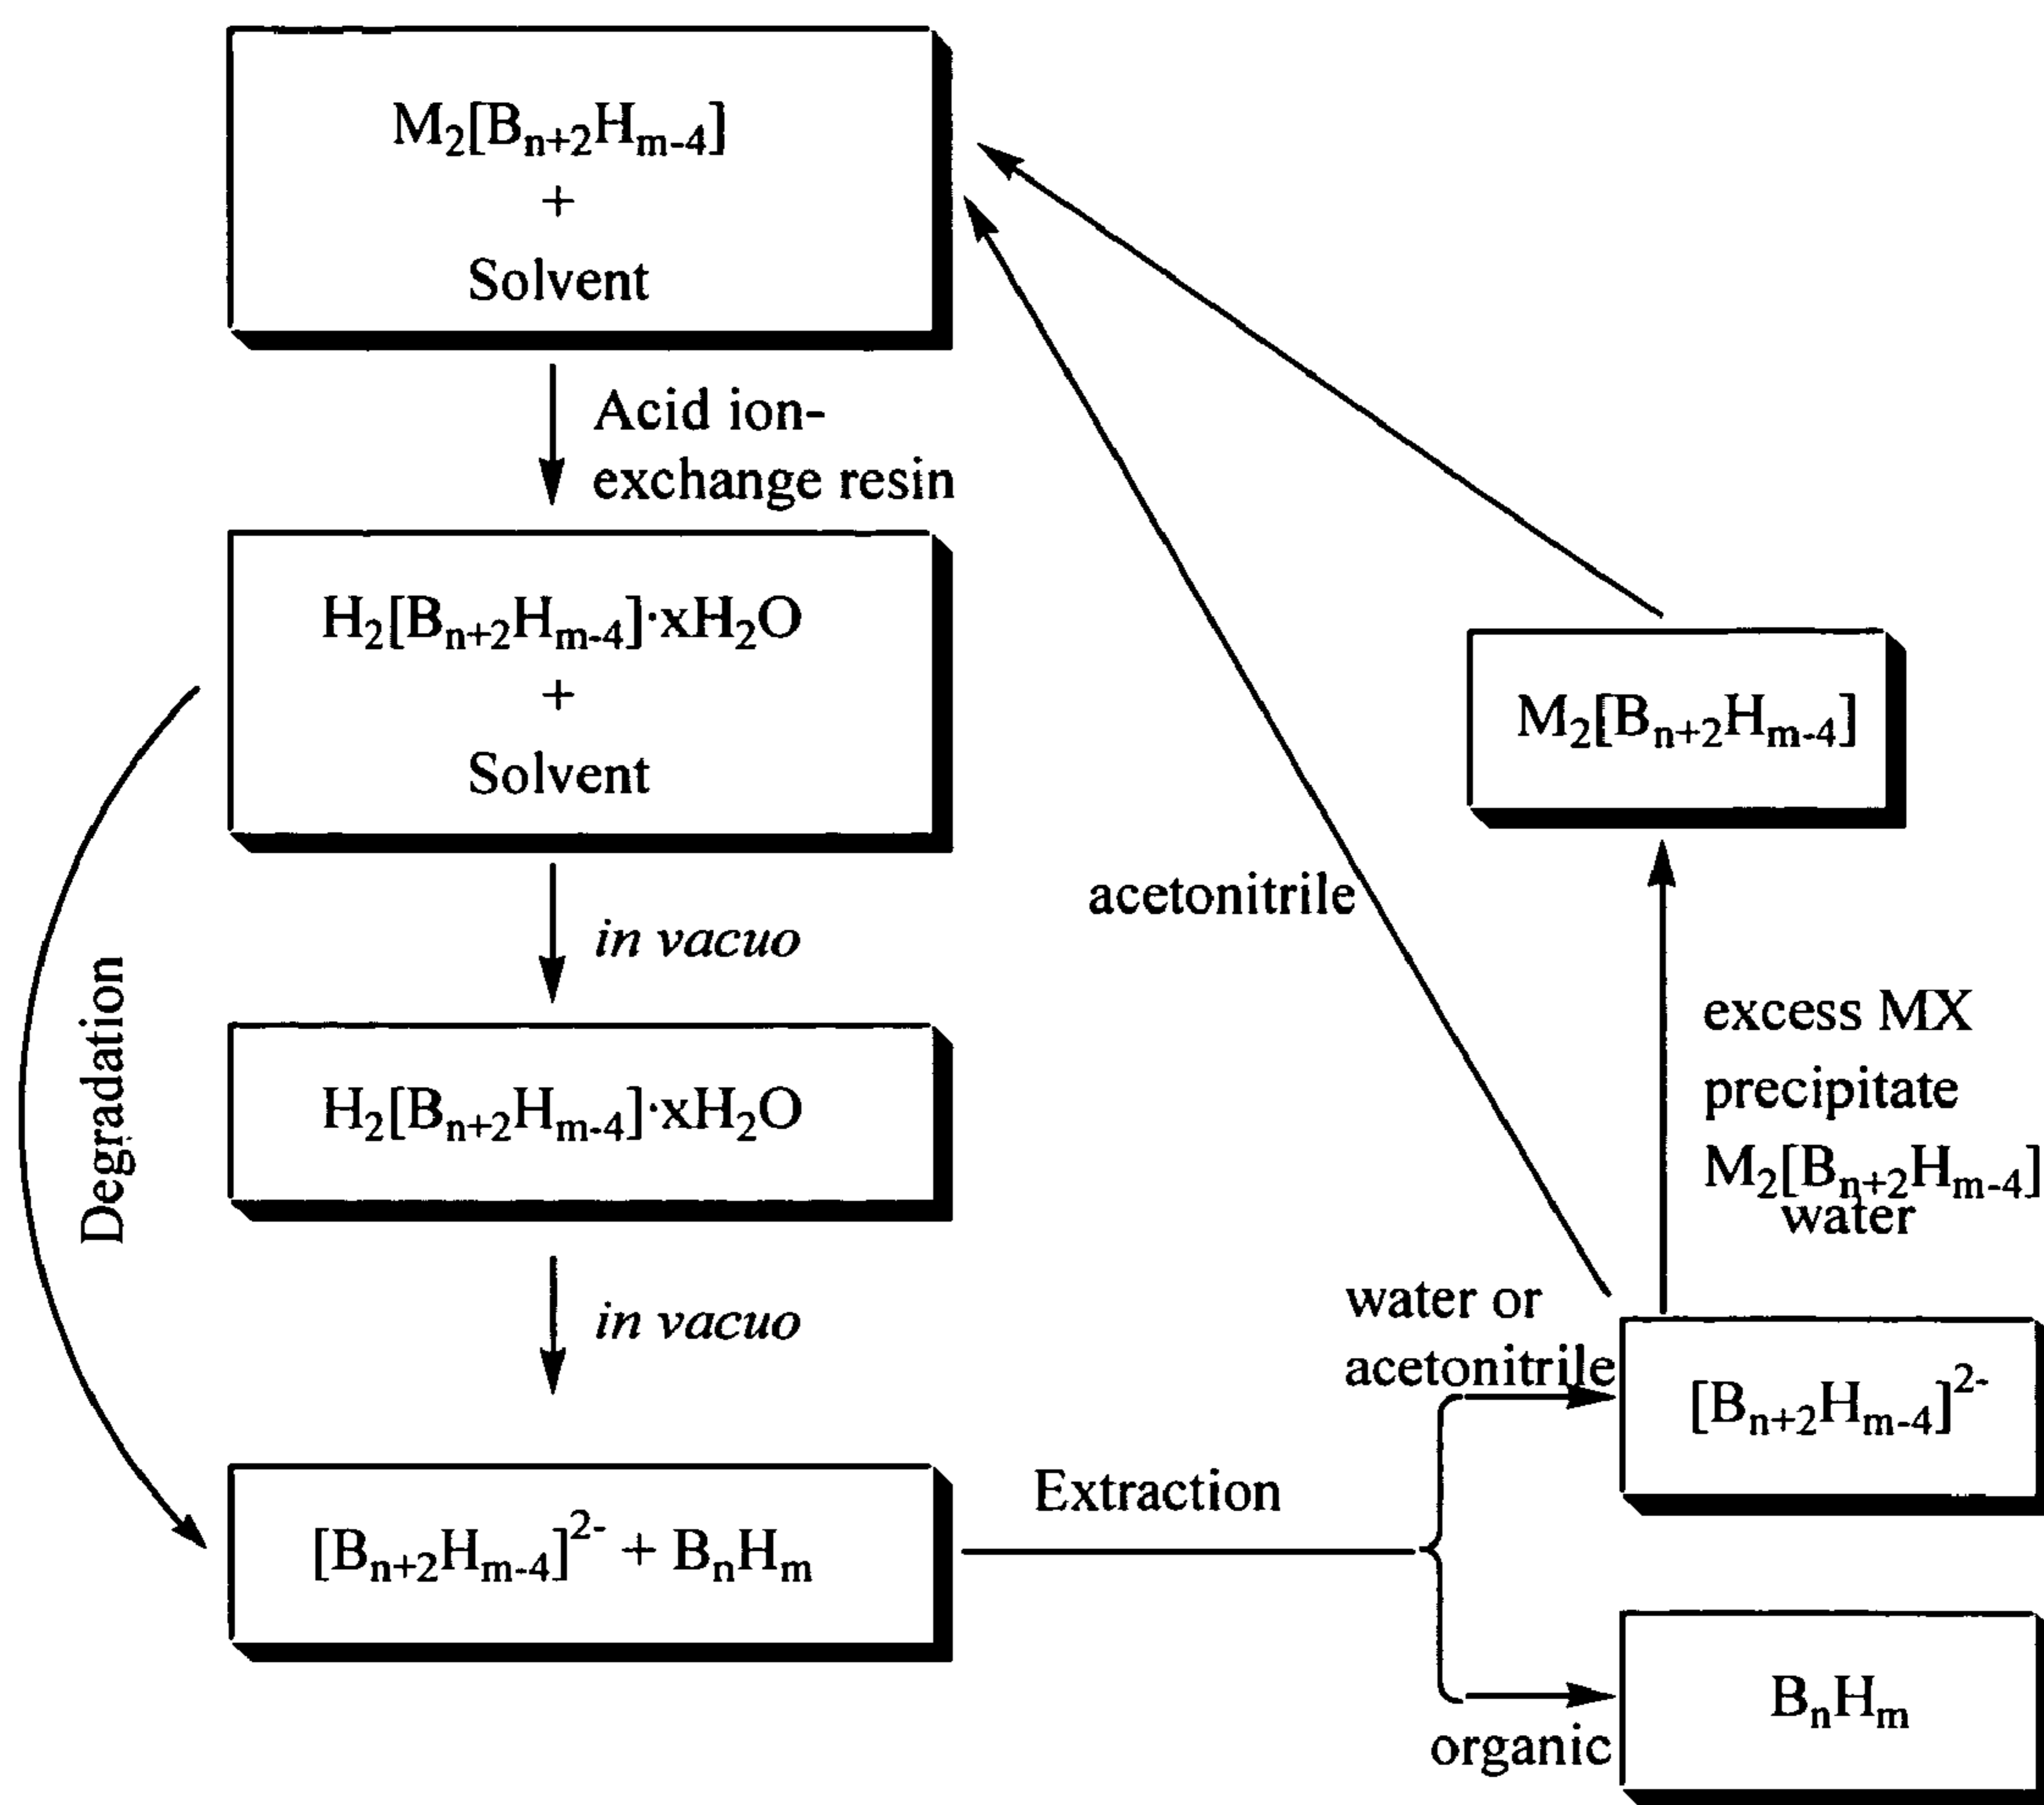 M₂[Bₙ₊₂Hₘ₋₄]
+
Solvent
Acid ion-
exchange resin
H₂[Bₙ₊₂Hₘ₋₄]·xH₂O
+
Solvent
in vacuo
H₂[Bₙ₊₂Hₘ₋₄]·xH₂O
in vacuo
[Bₙ₊₂Hₘ₋₄]²⁻ + BₙHₘ
Degradation
Extraction
water or
acetonitrile
[Bₙ₊₂Hₘ₋₄]²⁻
organic
BₙHₘ
acetonitrile
excess MX
precipitate
M₂[Bₙ₊₂Hₘ₋₄]
water
M₂[Bₙ₊₂Hₘ₋₄]